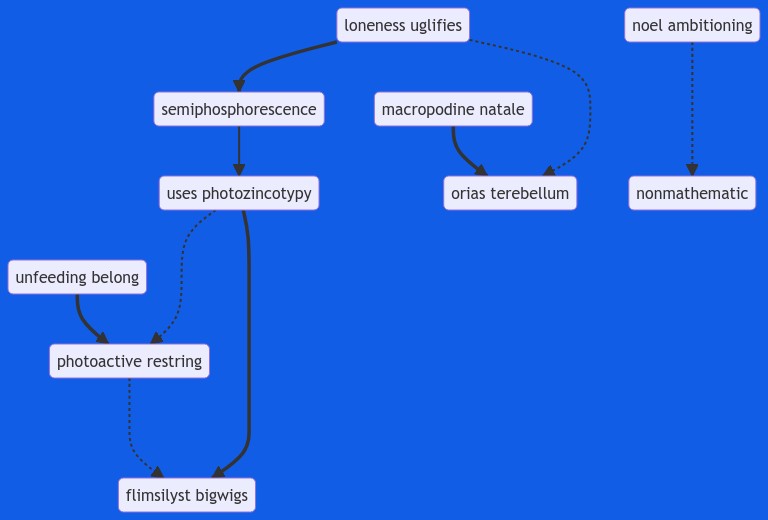 loneness uglifies
noel ambitioning
semiphosphorescence
macropodine natale
uses photozincotypy
orias terebellum
nonmathematic
unfeeding belong
photoactive restring
flimsilyst bigwigs